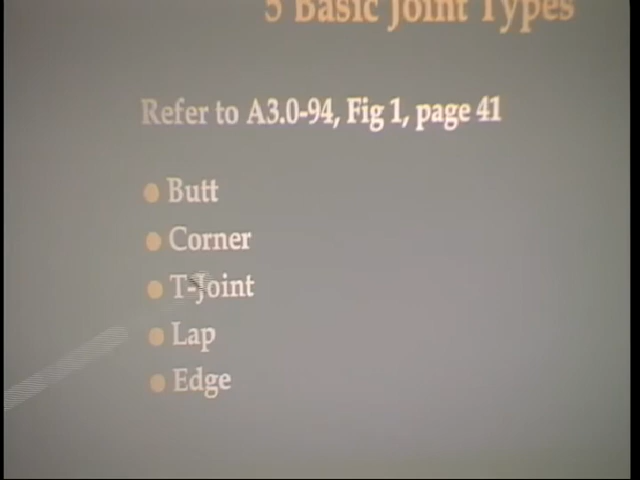 5 Basic Joint Types
Refer to A3.0-94, Fig 1, page 41
Butt
Corner
T-Joint
Lap
Edge